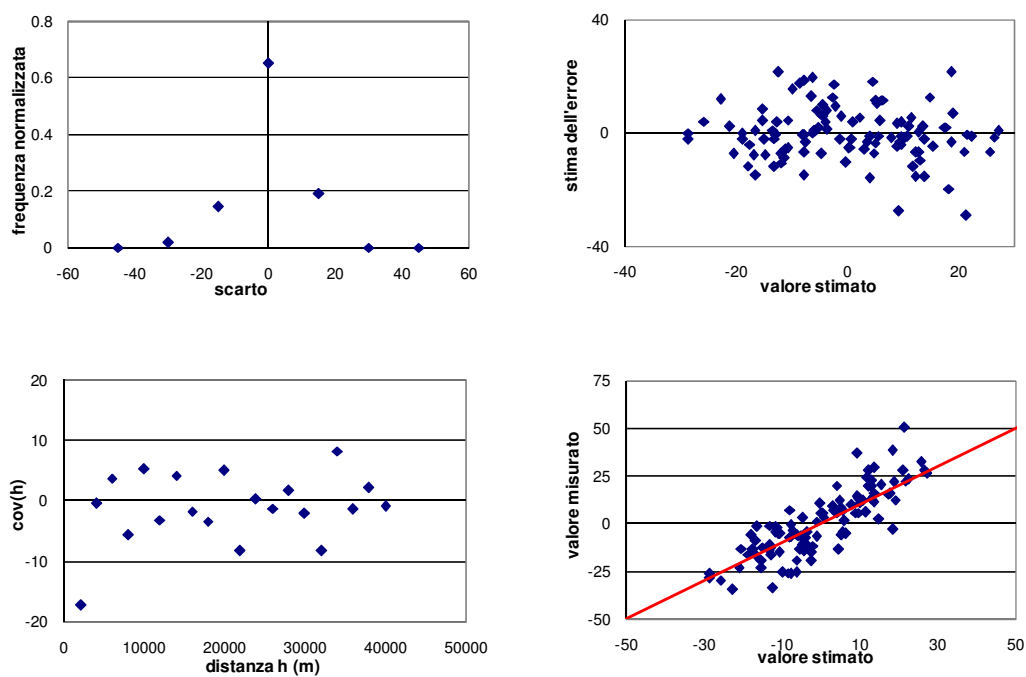 0.8
0.6
0.4
0.2
0
-60 -40 -20 0 20 40 60
frequenza normalizzata
scarto
40
0
-40
-40 -20 0 20
stima dell'errore
valore stimato
20
10
0
-10
-20
0 10000 20000 30000 40000 50000
cov(h)
distanza h (m)
75
50
25
0
-25
-50
-50 -30 -10 10 30 50
valore misurato
valore stimato